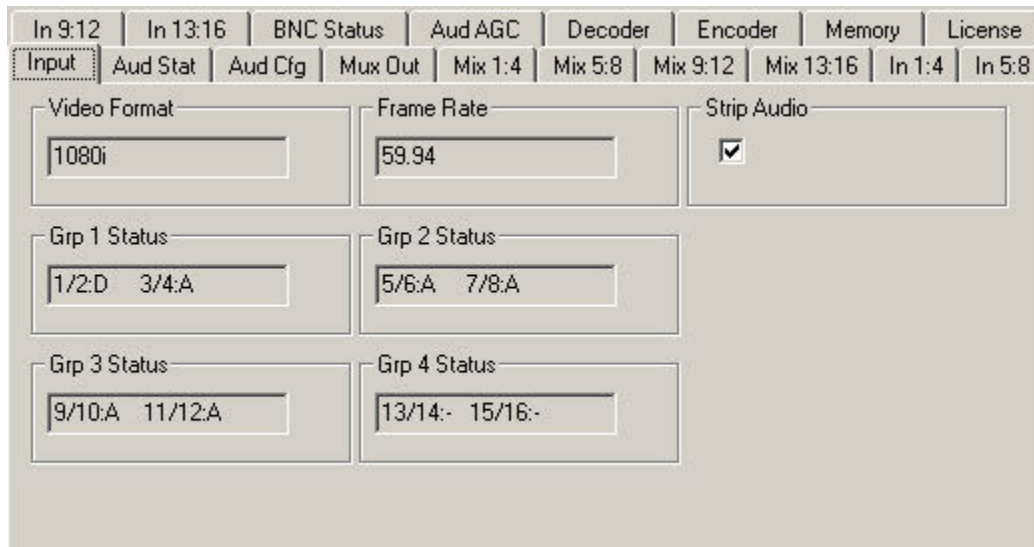 In 9:12 In 13:16 BNC Status Aud AGC Decoder Encoder Memory License
Input Aud Stat Aud Cfg Mux Out Mix 1:4 Mix 5:8 Mix 9:12 Mix 13:16 In 1:4 In 5:8
Video Format Frame Rate Strip Audio
1080i 59.94
Grp 1 Status Grp 2 Status
1/2:D 3/4:A 5/6:A 7/8:A
Grp 3 Status Grp 4 Status
9/10:A 11/12:A 13/14:- 15/16:-